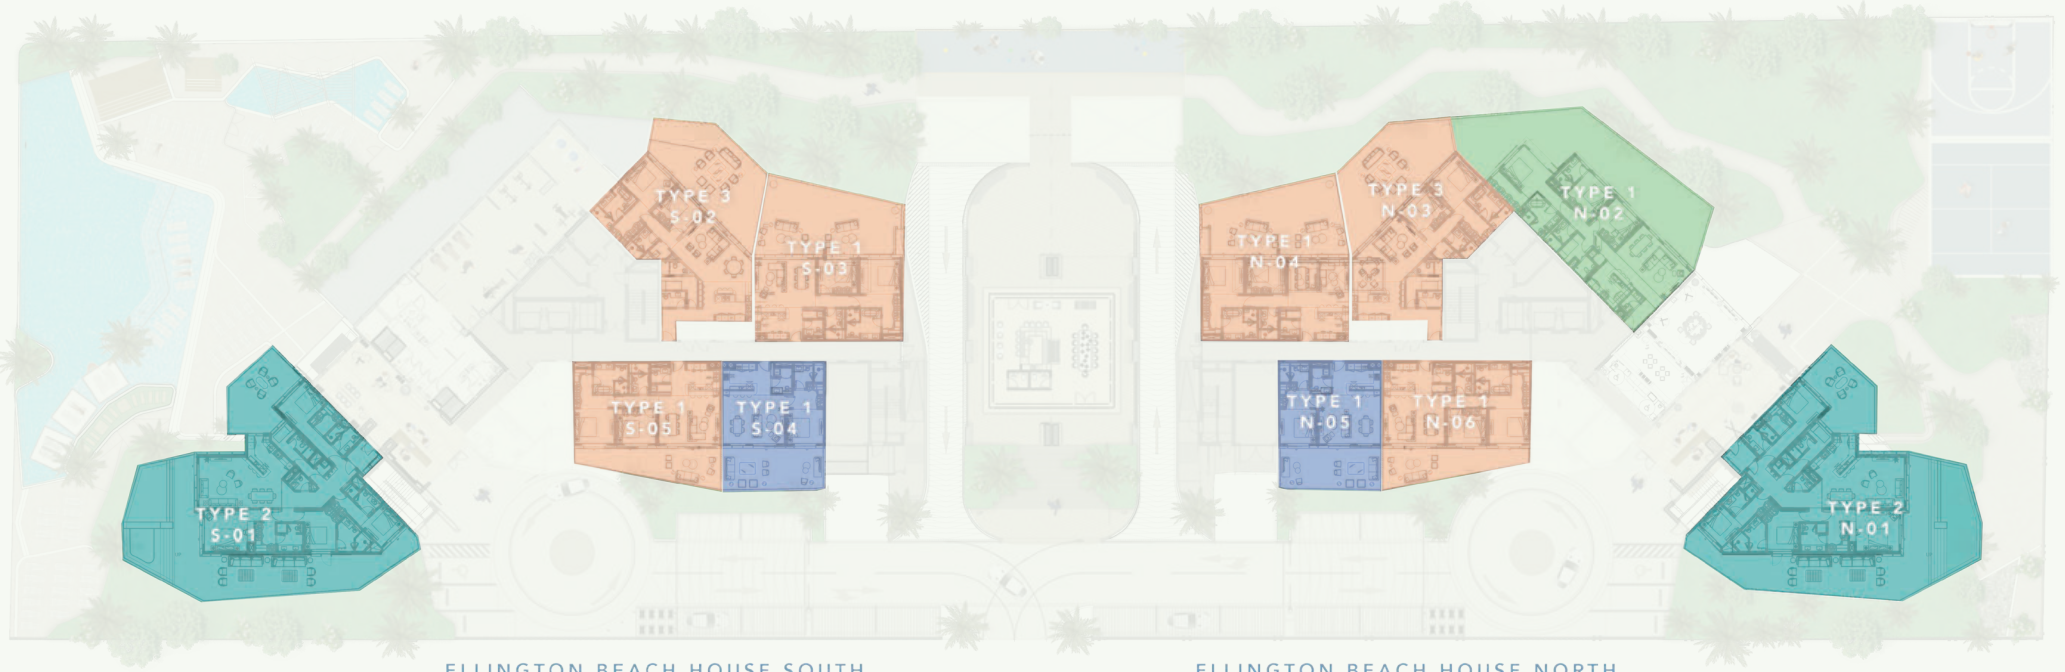 TYPE 3
S-02
TYPE 1
S-03
TYPE 1
N-04
TYPE 3
N-03
TYPE 1
N-02
TYPE 1
S-05
TYPE 1
S-04
TYPE 1
N-05
TYPE 1
N-06
TYPE 2
S-01
TYPE 2
N-01
ELLINGTON BEACH HOUSE SOUTH
ELLINGTON BEACH HOUSE NORTH